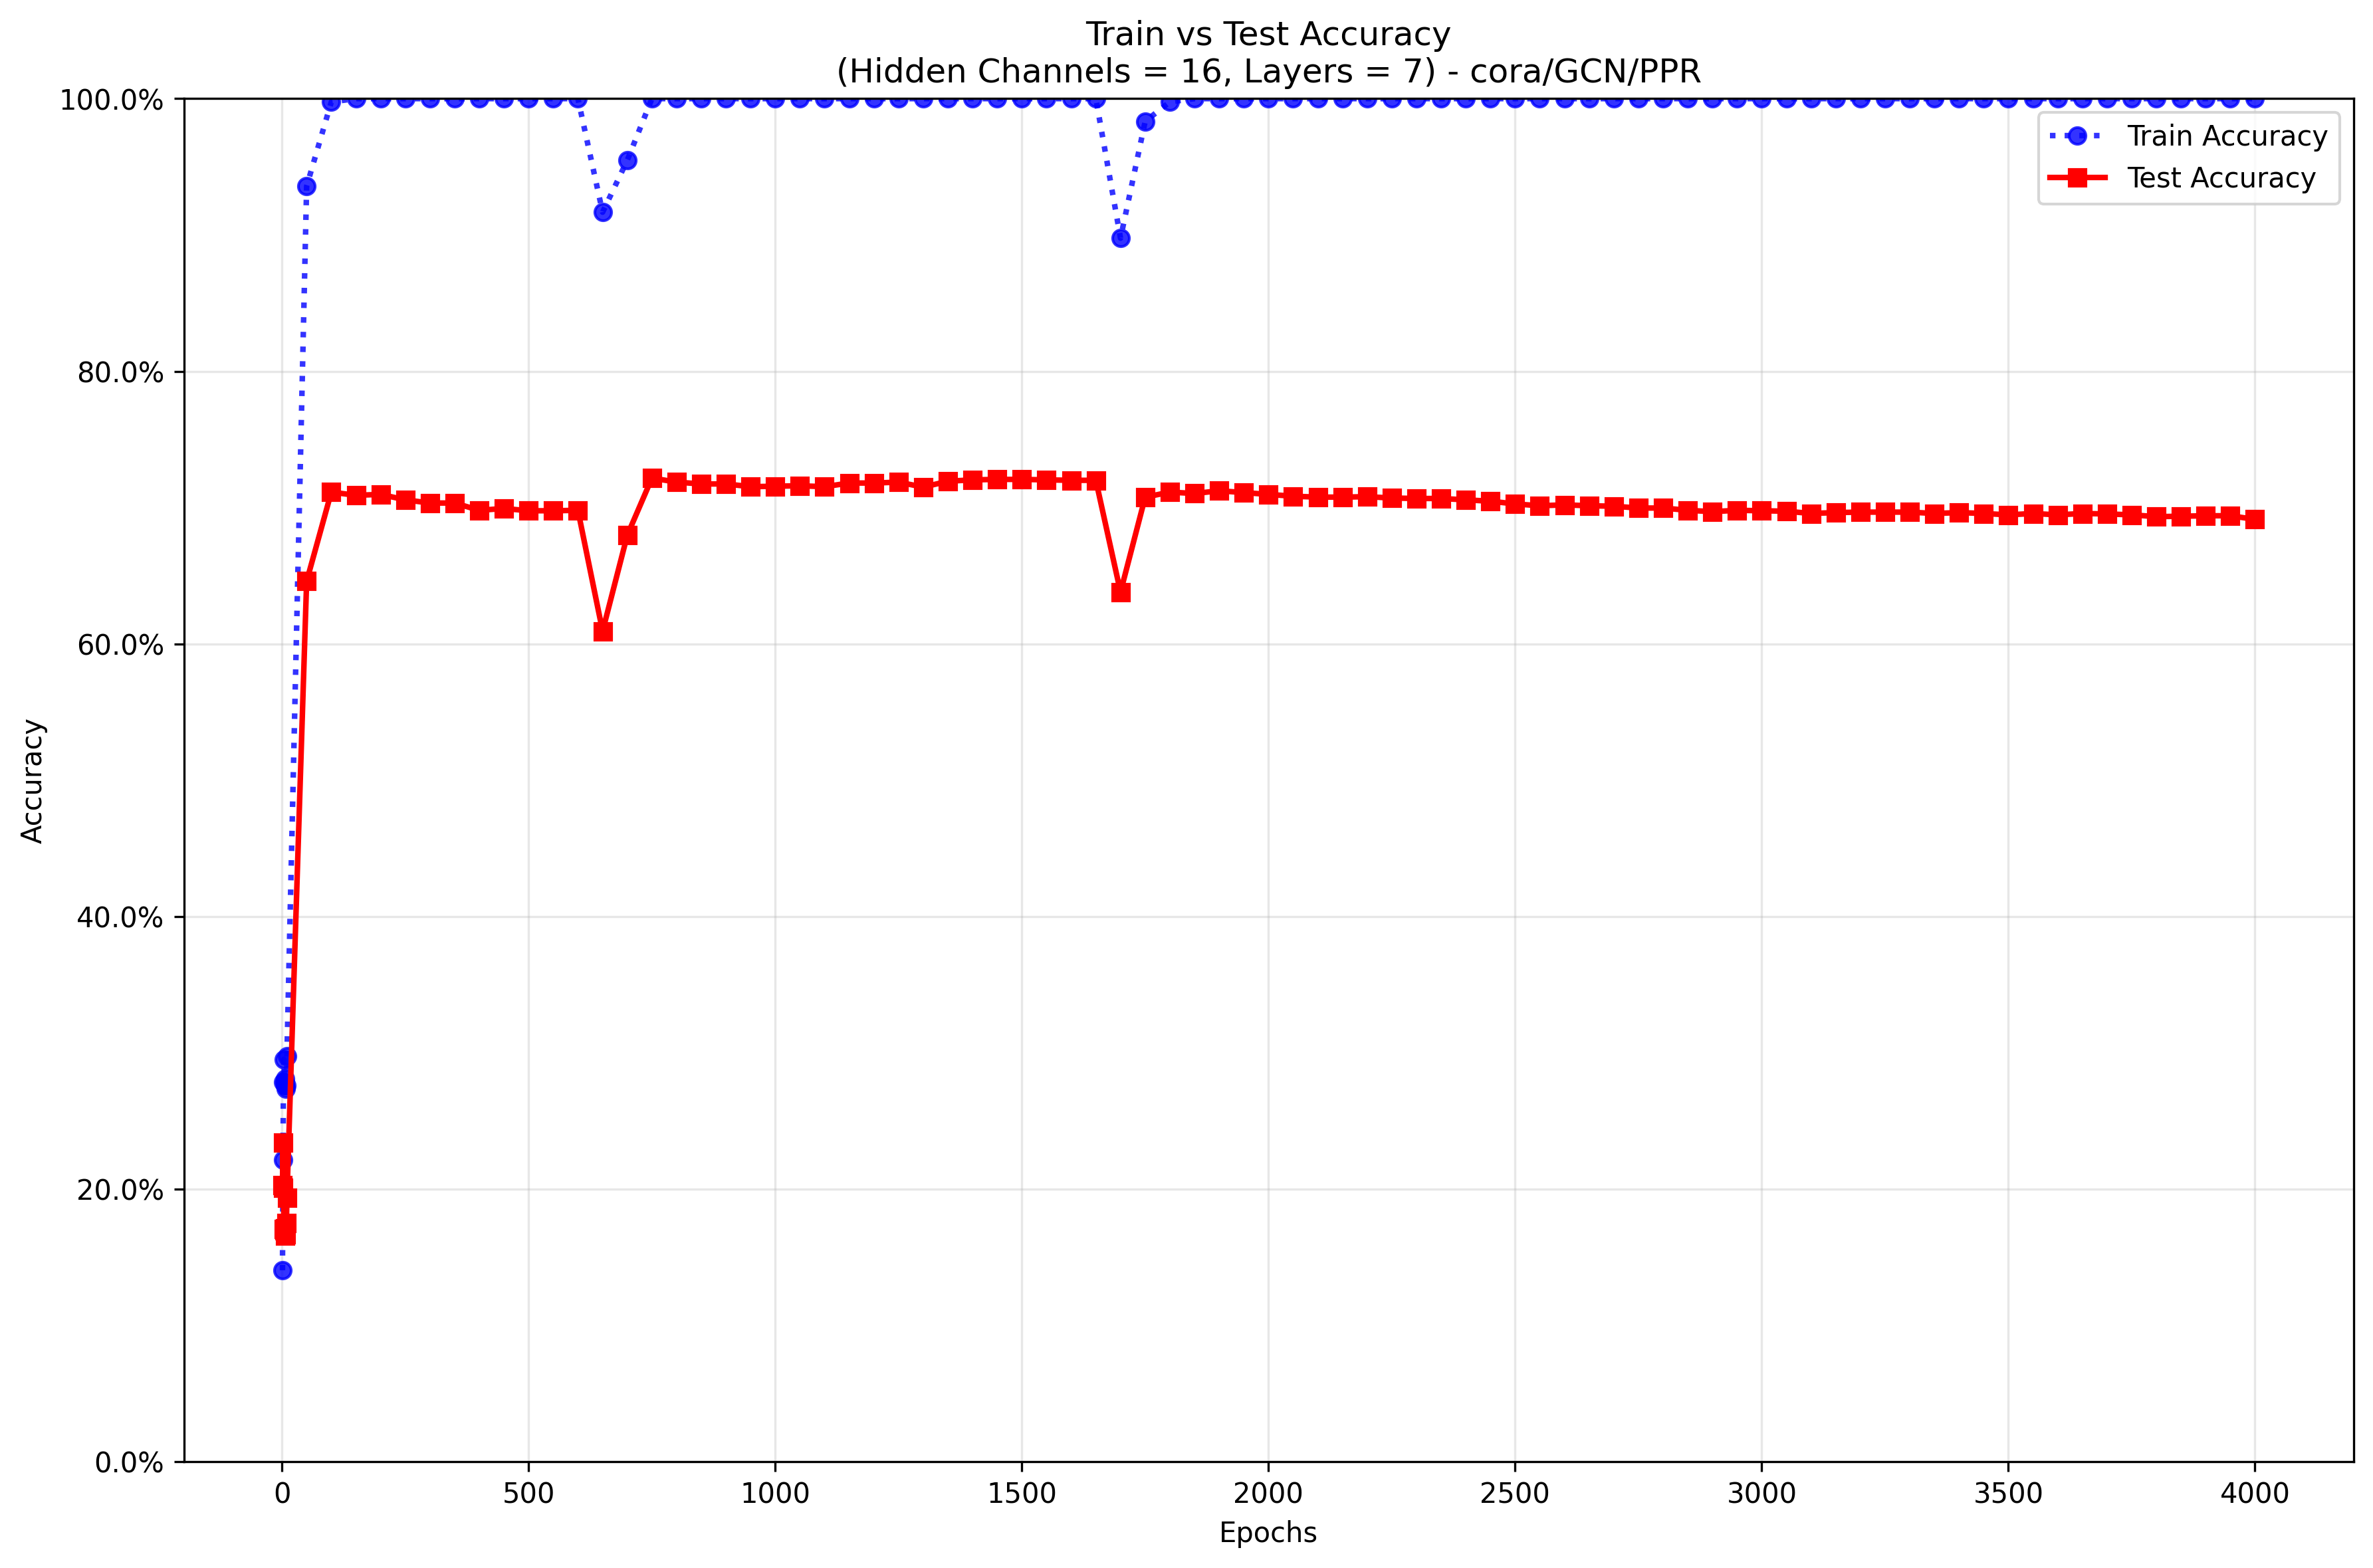 Train vs Test Accuracy
(Hidden Channels = 16, Layers = 7) - cora/GCN/PPR
100.0%
80.0%
60.0%
40.0%
20.0%
0.0%
Accuracy
Train Accuracy
Test Accuracy
0 500 1000 1500 2000 2500 3000 3500 4000
Epochs